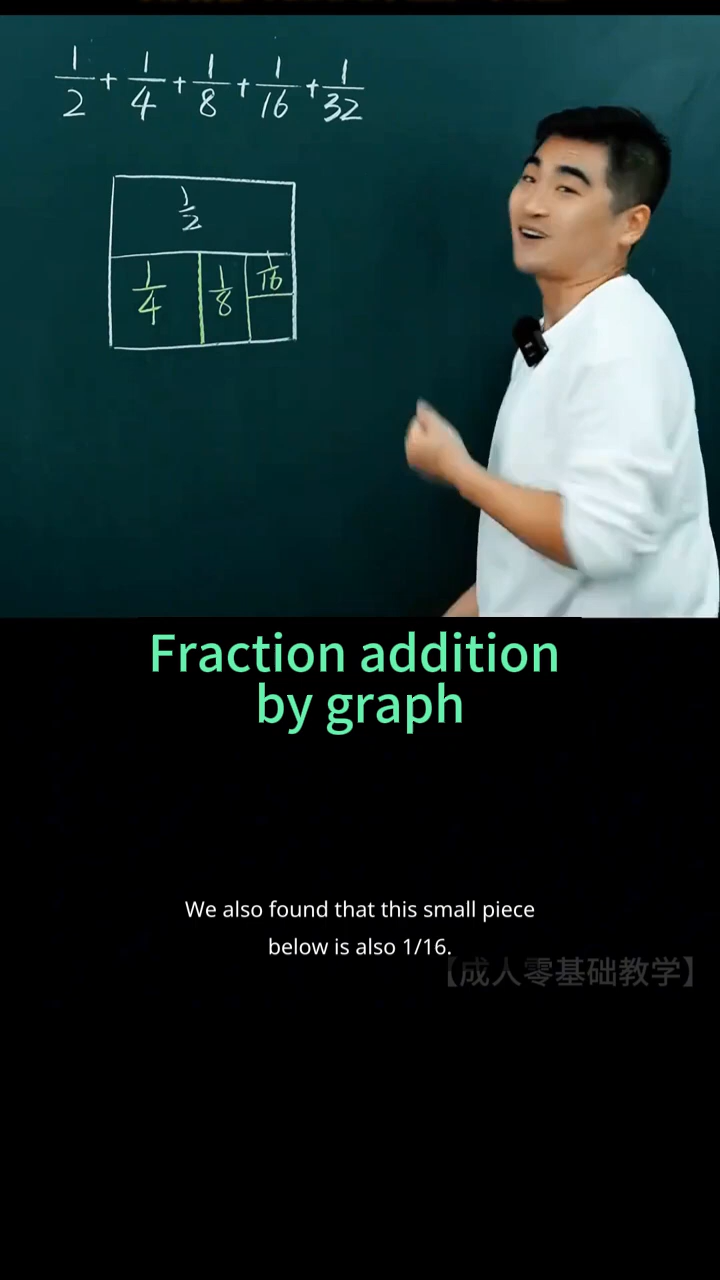 1/2 + 1/4 + 1/8 + 1/16 + 1/32
1/2
1/4 1/8 1/16
Fraction addition
by graph
We also found that this small piece
below is also 1/16.
【成人零基础教学】